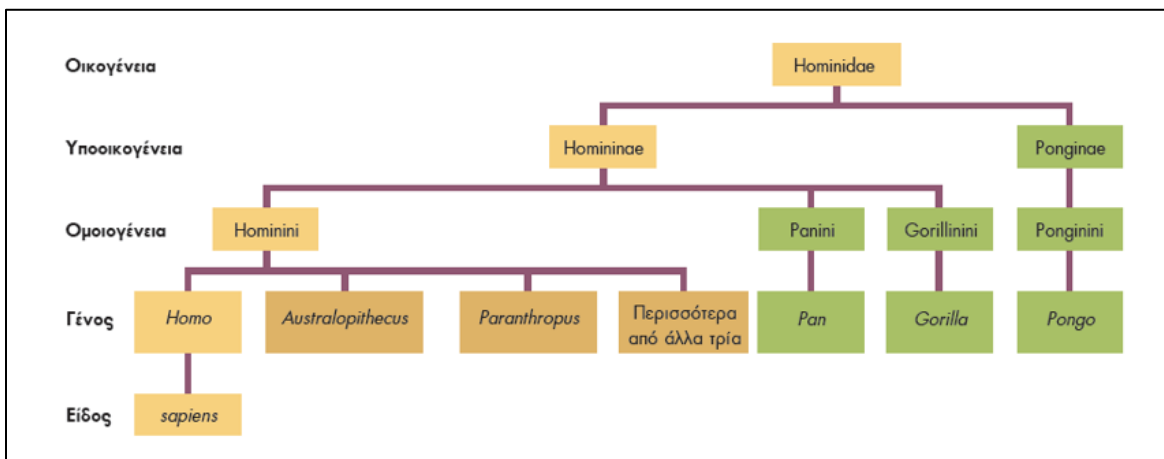 Οικογένεια Hominidae
Υποοικογένεια Homininae Ponginae
Ομοιογένεια Hominini Panini Gorillinini Ponginini
Γένος Homo Australopithecus Paranthropus Περισσότερα από άλλα τρία Pan Gorilla Pongo
Είδος sapiens